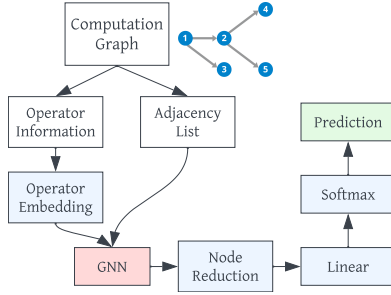 Computation
Graph
1
2
3
4
5
Operator
Information
Adjacency
List
Operator
Embedding
GNN
Node
Reduction
Linear
Softmax
Prediction